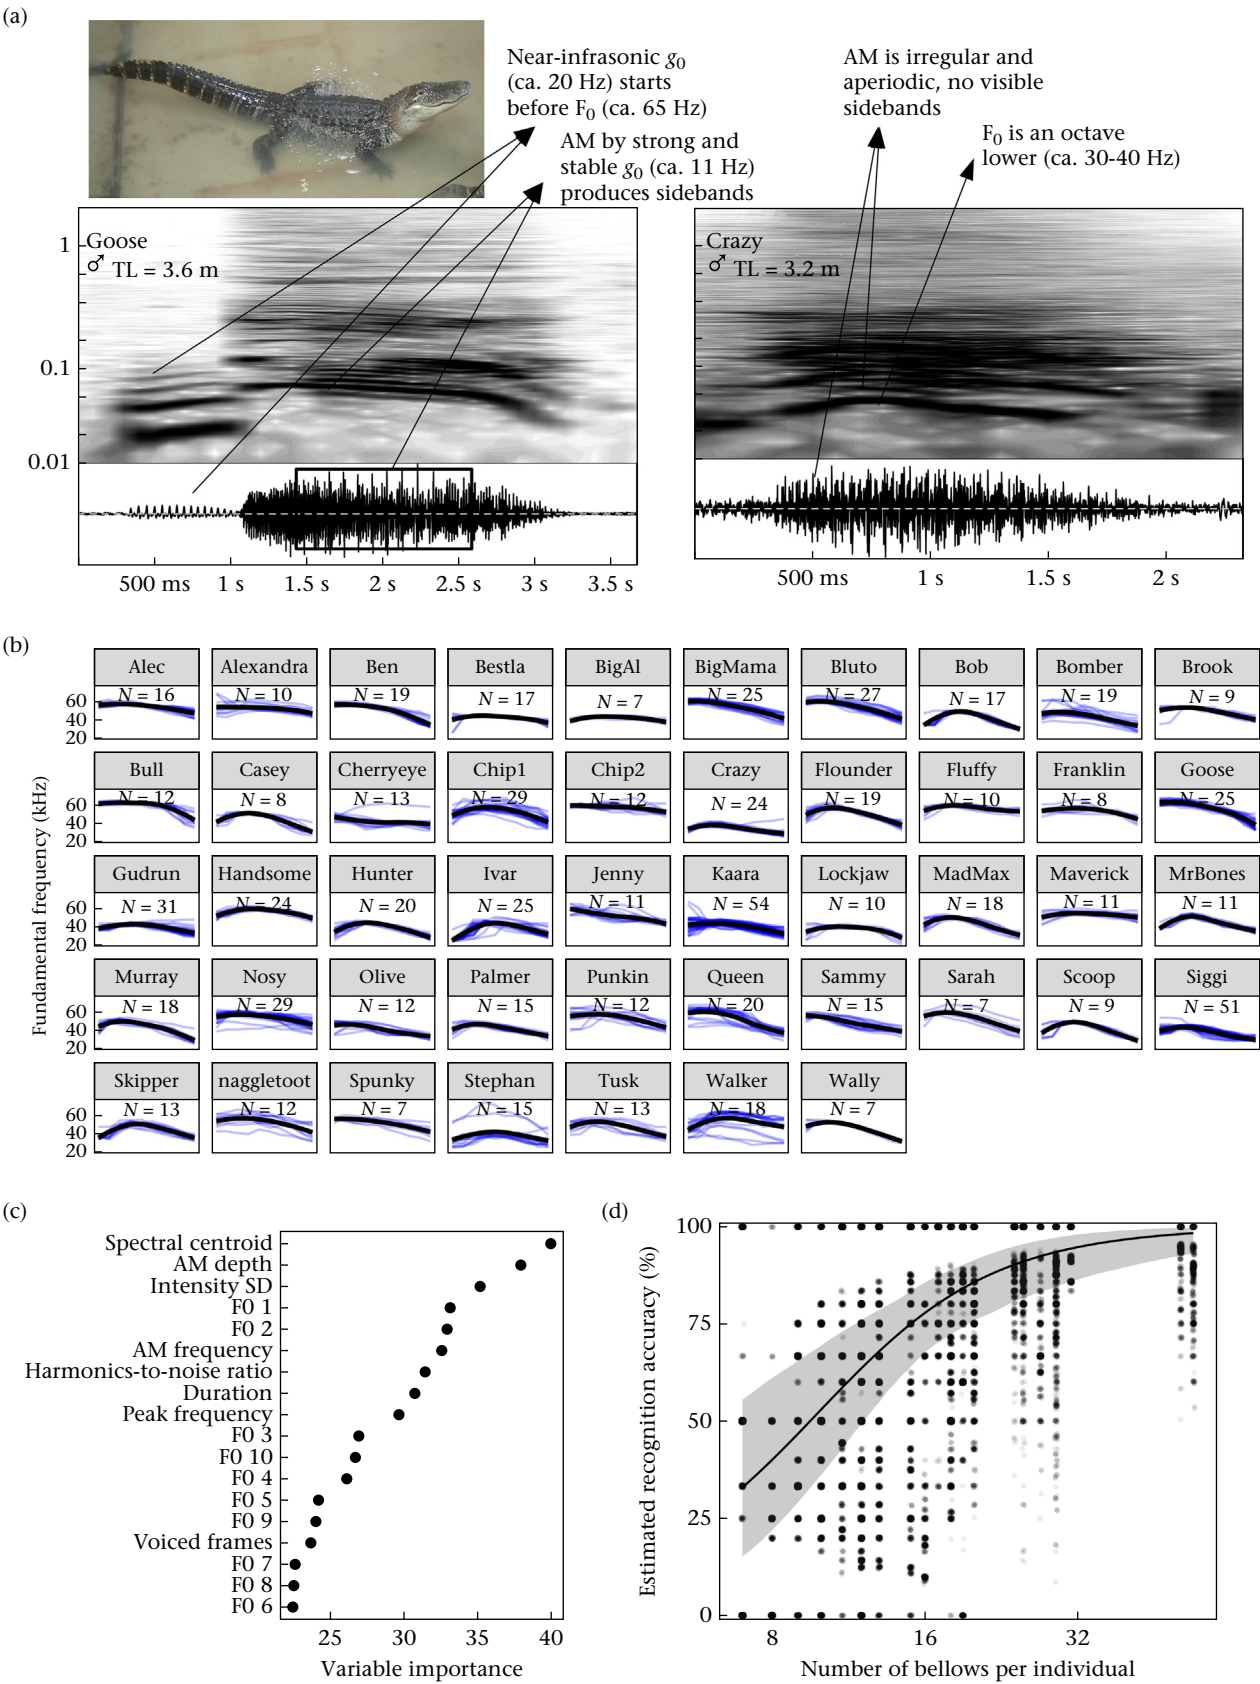 (a)
Near-infrasonic g0
(ca. 20 Hz) starts
before F0 (ca. 65 Hz)
AM by strong and
stable g0 (ca. 11 Hz)
produces sidebands
AM is irregular and
aperiodic, no visible
sidebands
F0 is an octave
lower (ca. 30-40 Hz)
Goose
♂ TL = 3.6 m
Crazy
♂ TL = 3.2 m
1
0.1
0.01
500 ms 1 s 1.5 s 2 s 2.5 s 3 s 3.5 s
500 ms 1 s 1.5 s 2 s
(b)
Fundamental frequency (kHz)
Alec Alexandra Ben Bestla BigAl BigMama Bluto Bob Bomber Brook
N = 16 N = 10 N = 19 N = 17 N = 7 N = 25 N = 27 N = 17 N = 19 N = 9
60
40
20
Bull Casey Cherryeye Chip1 Chip2 Crazy Flounder Fluffy Franklin Goose
N = 12 N = 8 N = 13 N = 29 N = 12 N = 24 N = 19 N = 10 N = 8 N = 25
60
40
20
Gudrun Handsome Hunter Ivar Jenny Kaara Lockjaw MadMax Maverick MrBones
N = 31 N = 24 N = 20 N = 25 N = 11 N = 54 N = 10 N = 18 N = 11 N = 11
60
40
20
Murray Nosy Olive Palmer Punkin Queen Sammy Sarah Scoop Siggi
N = 18 N = 29 N = 12 N = 15 N = 12 N = 20 N = 15 N = 7 N = 9 N = 51
60
40
20
Skipper naggletoot Spunky Stephan Tusk Walker Wally
N = 13 N = 12 N = 7 N = 15 N = 13 N = 18 N = 7
60
40
20
(c)
Spectral centroid
AM depth
Intensity SD
F0 1
F0 2
AM frequency
Harmonics-to-noise ratio
Duration
Peak frequency
F0 3
F0 10
F0 4
F0 5
F0 9
Voiced frames
F0 7
F0 8
F0 6
25 30 35 40
Variable importance
(d)
Estimated recognition accuracy (%)
100
75
50
25
0
8 16 32
Number of bellows per individual